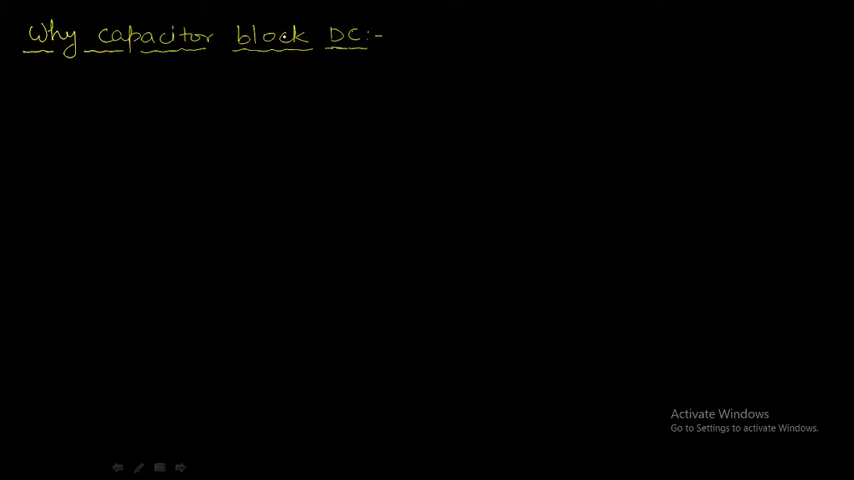 Why capacitor block DC:-
Activate Windows
Go to Settings to activate Windows.